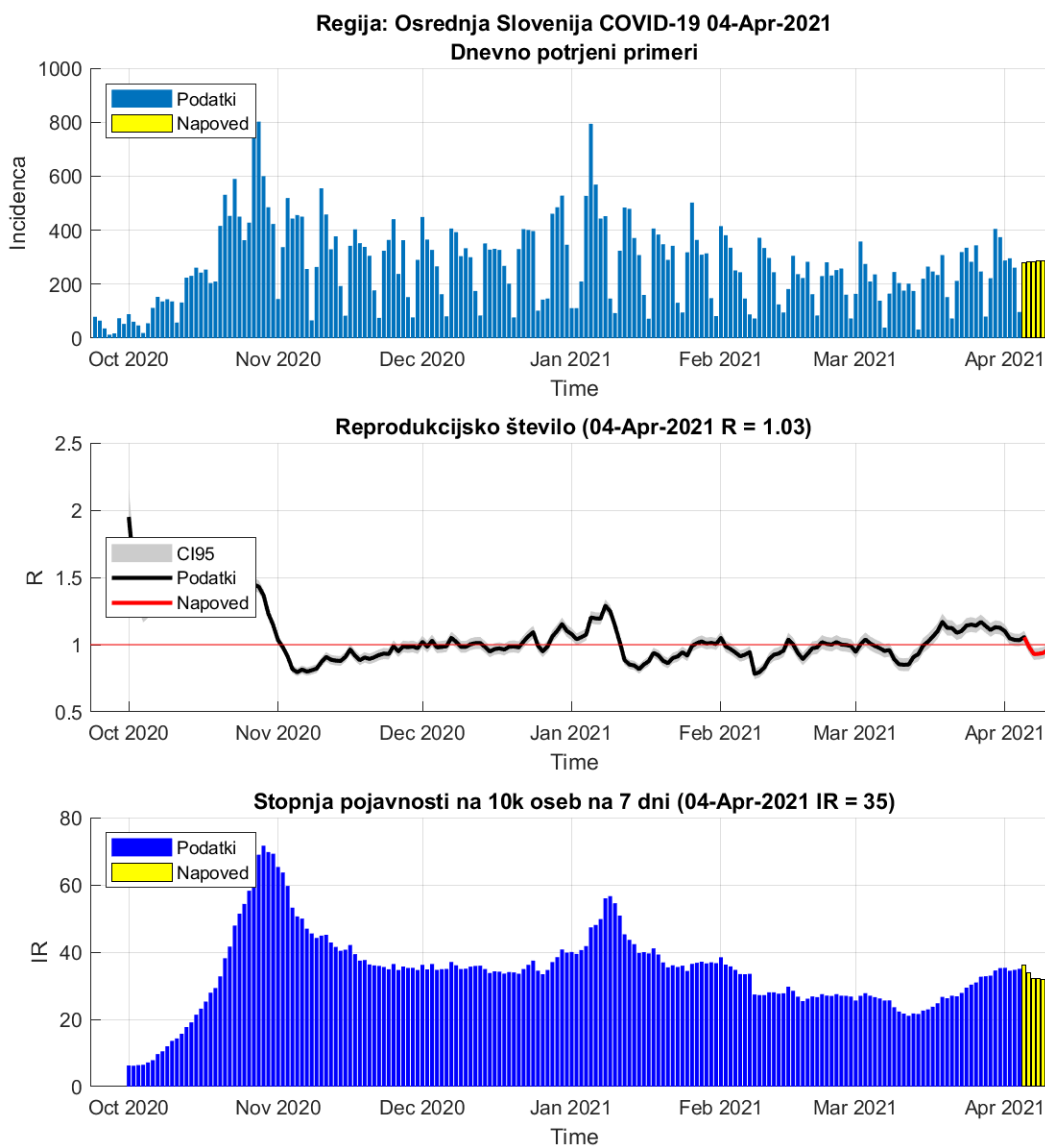 Regija: Osrednja Slovenija COVID-19 04-Apr-2021
Dnevno potrjeni primeri
1000
800
600
400
200
0
Incidenca
Podatki
Napoved
Oct 2020
Nov 2020
Dec 2020
Jan 2021
Feb 2021
Mar 2021
Apr 2021
Time
Reprodukcijsko število (04-Apr-2021 R = 1.03)
2.5
2
1.5
1
0.5
R
CI95
Podatki
Napoved
Oct 2020
Nov 2020
Dec 2020
Jan 2021
Feb 2021
Mar 2021
Apr 2021
Time
Stopnja pojavnosti na 10k oseb na 7 dni (04-Apr-2021 IR = 35)
80
60
40
20
0
IR
Podatki
Napoved
Oct 2020
Nov 2020
Dec 2020
Jan 2021
Feb 2021
Mar 2021
Apr 2021
Time